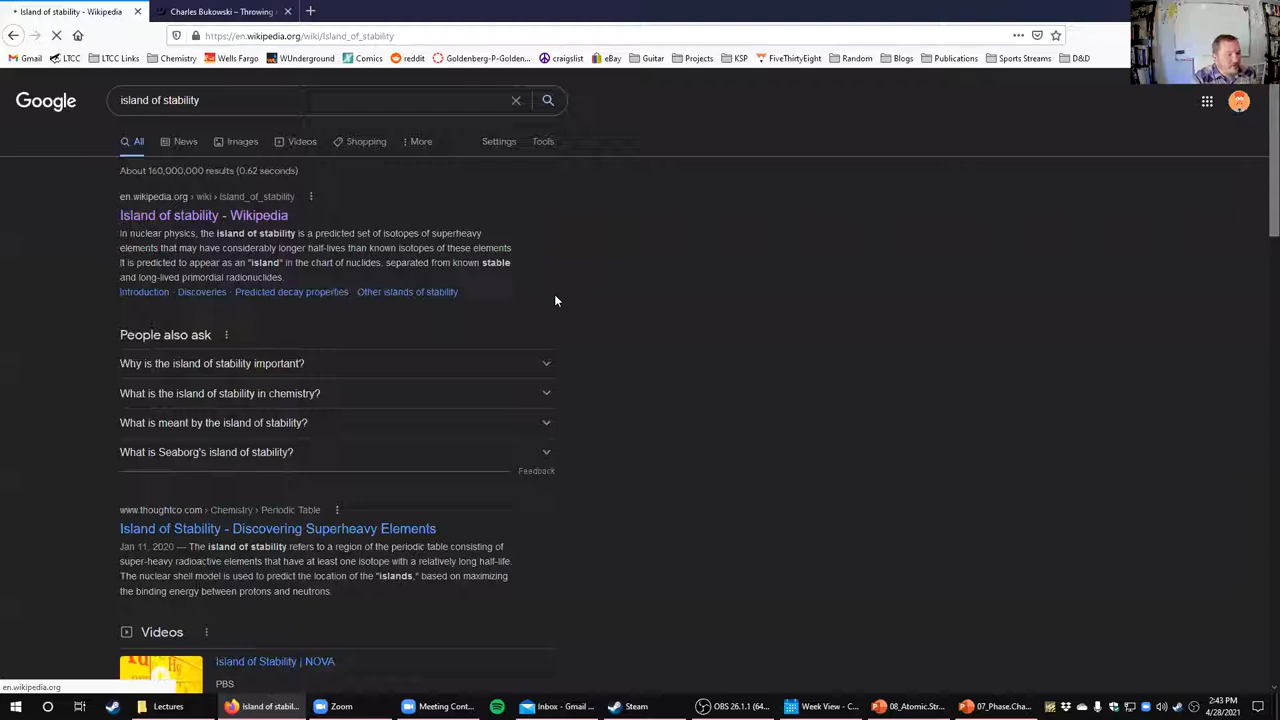 Island of stability - Wikipedia
Charles Bukowski – Throwing
https://en.wikipedia.org/wiki/Island_of_stability
Gmail LTCC LTCC Links Chemistry Wells Fargo WUnderground Comics reddit Goldenberg-P-Golden... craigslist eBay Guitar Projects KSP FiveThirtyEight Random Blogs Publications Sports Streams D&D
Google
island of stability
All News Images Videos Shopping More Settings Tools
About 160,000,000 results (0.62 seconds)
en.wikipedia.org › wiki › Island_of_stability
Island of stability - Wikipedia
In nuclear physics, the island of stability is a predicted set of isotopes of superheavy
elements that may have considerably longer half-lives than known isotopes of these elements
It is predicted to appear as an "island" in the chart of nuclides, separated from known stable
and long-lived primordial radionuclides.
Introduction · Discoveries · Predicted decay properties · Other islands of stability
People also ask
Why is the island of stability important?
What is the island of stability in chemistry?
What is meant by the island of stability?
What is Seaborg's island of stability?
Feedback
www.thoughtco.com › Chemistry › Periodic Table
Island of Stability - Discovering Superheavy Elements
Jan 11, 2020 — The island of stability refers to a region of the periodic table consisting of
super-heavy radioactive elements that have at least one isotope with a relatively long half-life.
The nuclear shell model is used to predict the location of the "islands," based on maximizing
the binding energy between protons and neutrons.
Videos
Island of Stability | NOVA
PBS
en.wikipedia.org
Lectures
Island of stabil...
Zoom
Meeting Cont...
Inbox - Gmail ...
Steam
OBS 26.1.1 (64...
Week View - C...
08_Atomic.Str...
07_Phase.Cha...
2:43 PM
4/28/2021